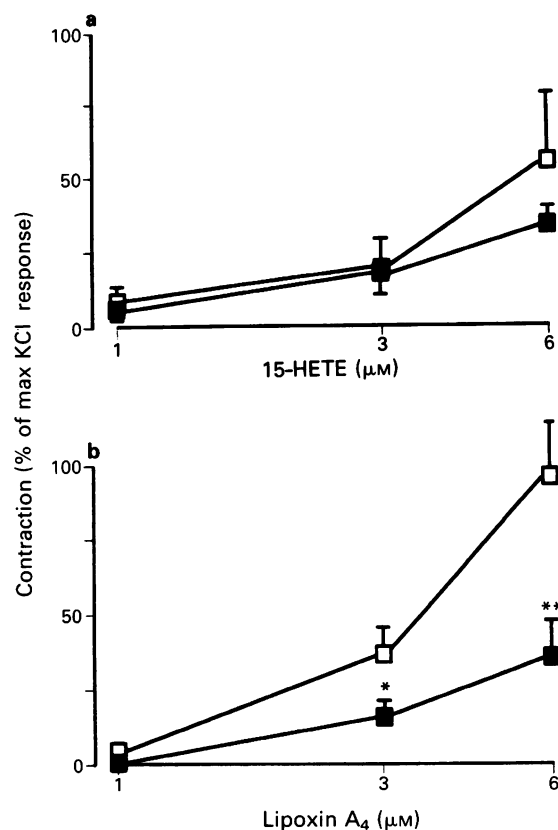 a
100
50
0
1
3
6
15-HETE (μM)
Contraction (% of max KCl response)
b
100
50
0
*
**
1
3
6
Lipoxin A4 (μM)